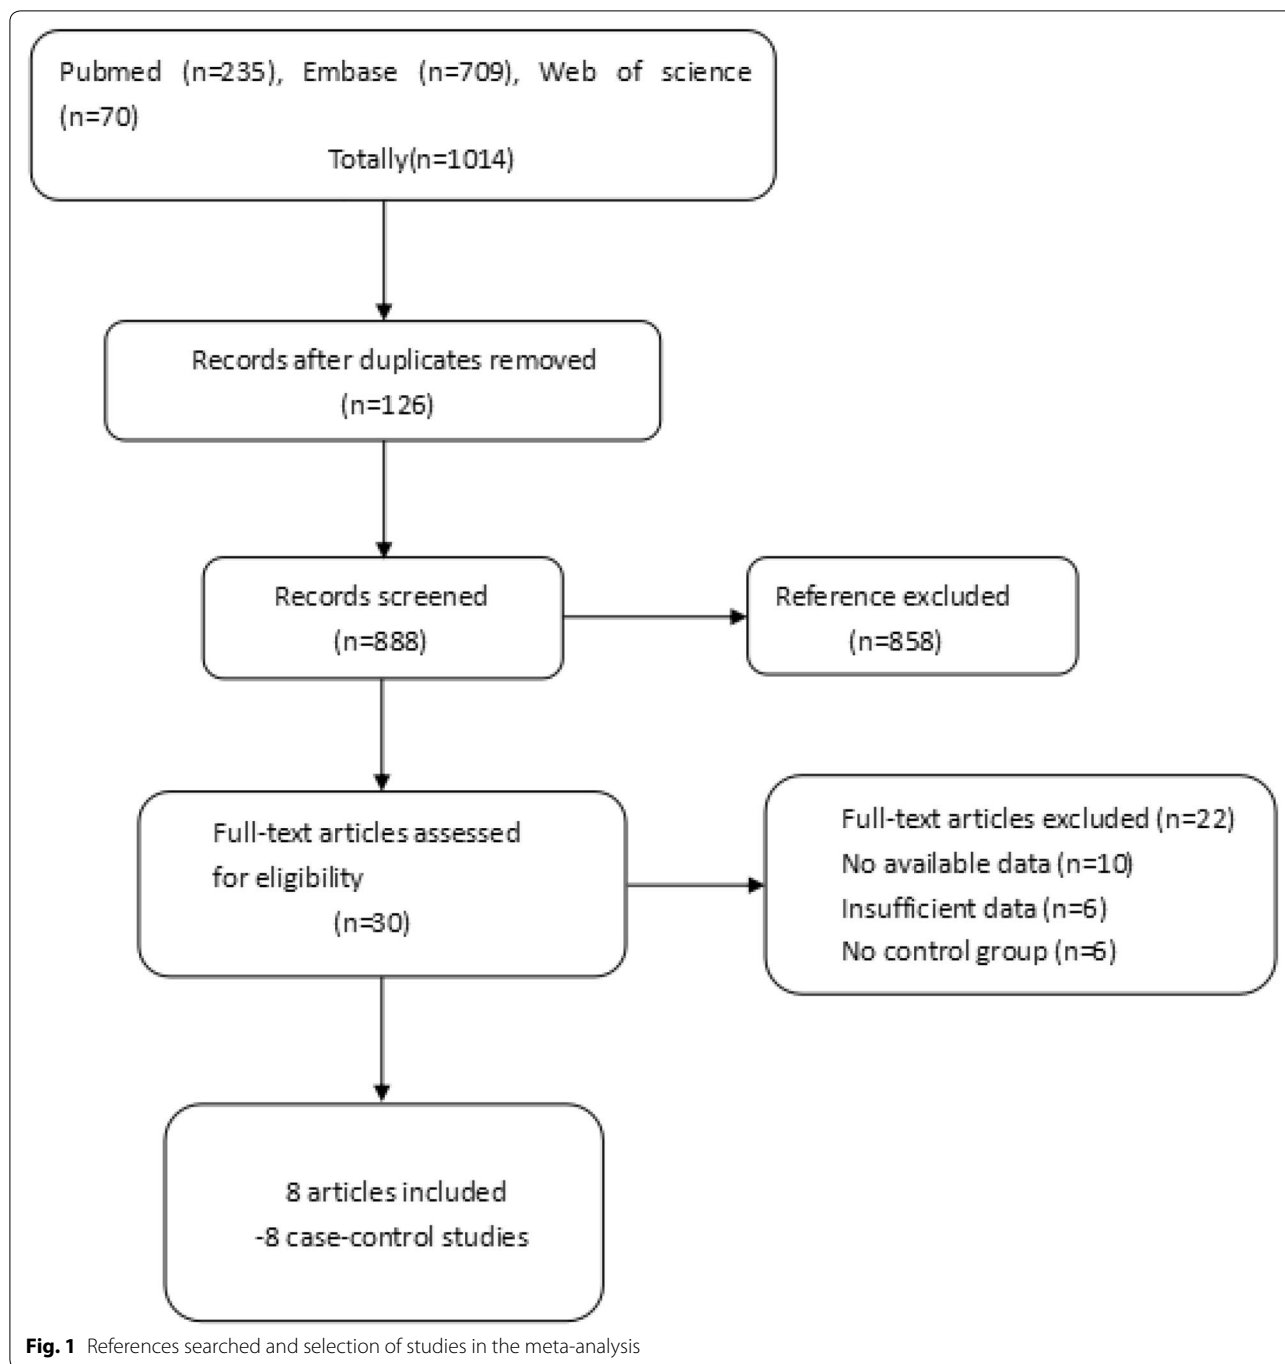 Pubmed (n=235), Embase (n=709), Web of science
(n=70)
Totally(n=1014)
Records after duplicates removed
(n=126)
Records screened
(n=888)
Reference excluded
(n=858)
Full-text articles assessed
for eligibility
(n=30)
Full-text articles excluded (n=22)
No available data (n=10)
Insufficient data (n=6)
No control group (n=6)
8 articles included
-8 case-control studies
Fig. 1 References searched and selection of studies in the meta-analysis